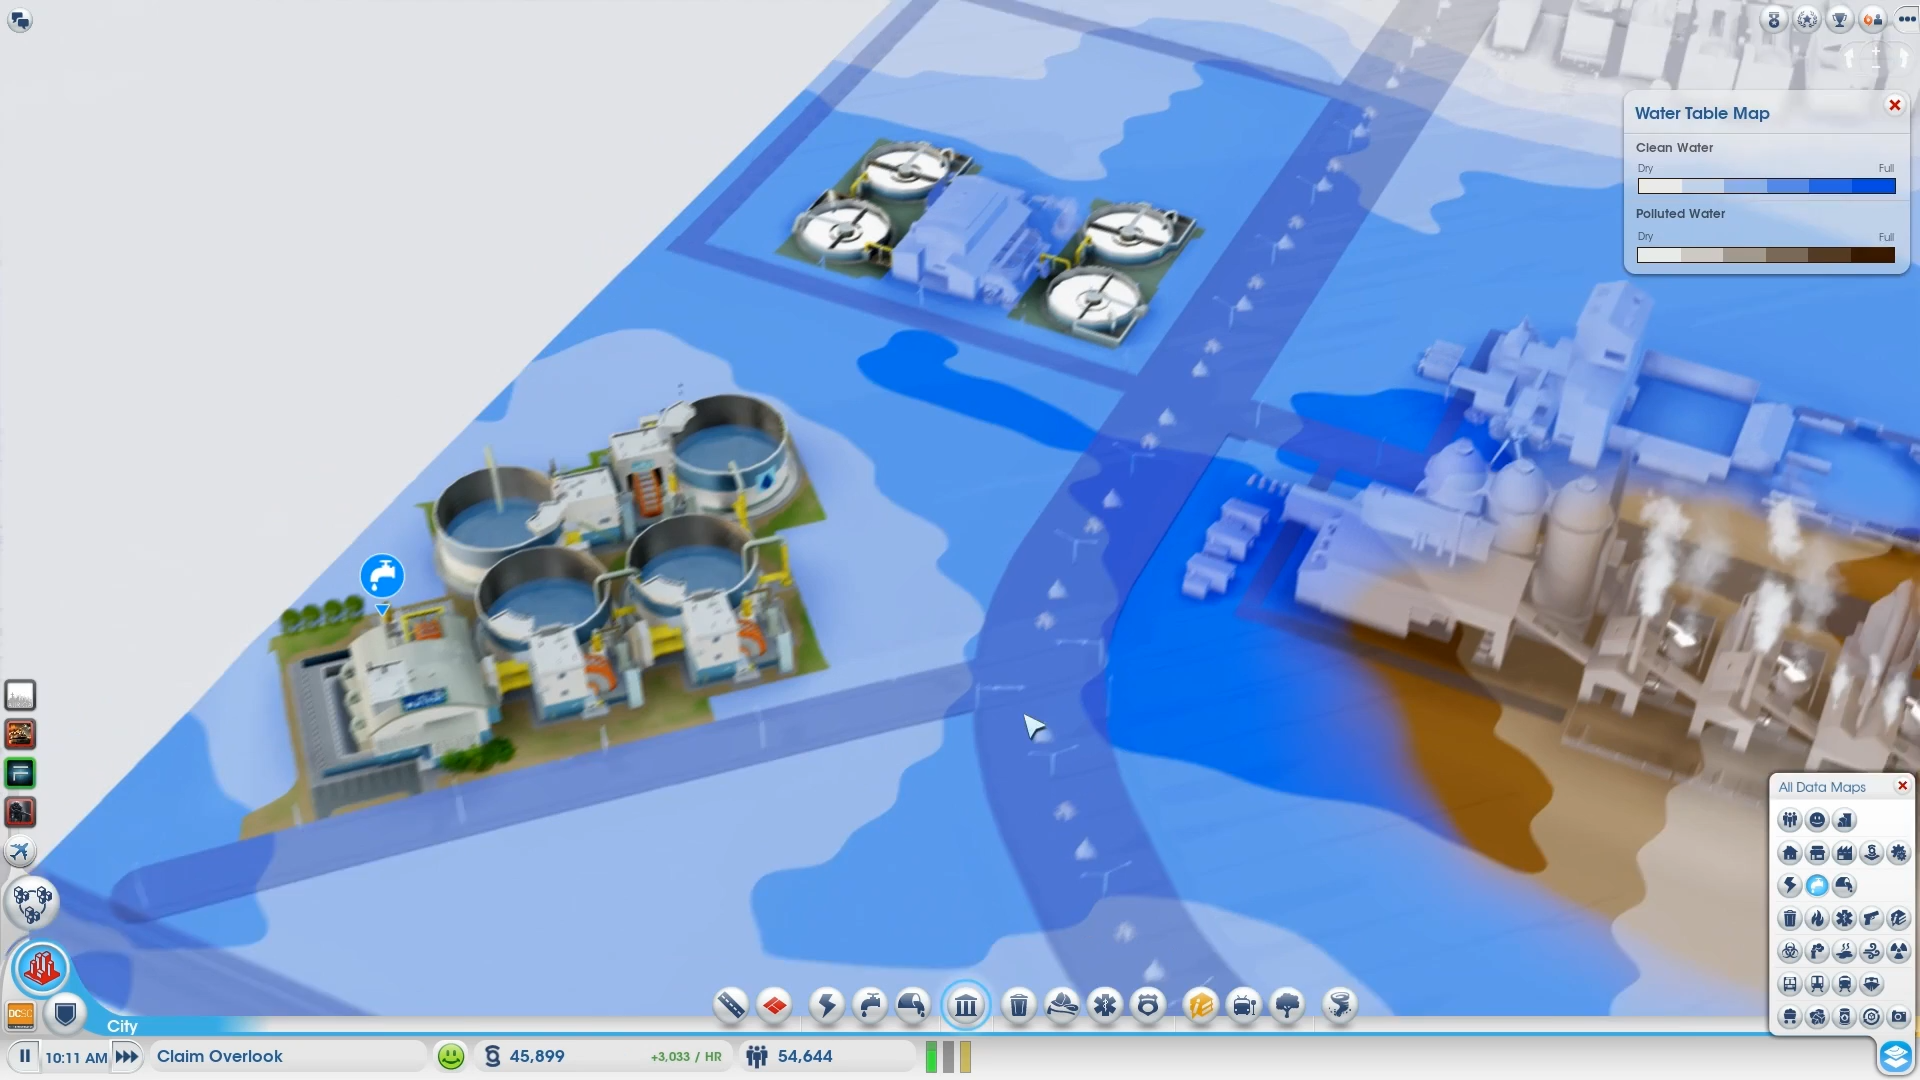 Water Table Map
Clean Water
Dry Full
Polluted Water
Dry Full
All Data Maps
DCSC
City
10:11 AM
Claim Overlook
45,899
+3,033 / HR
54,644